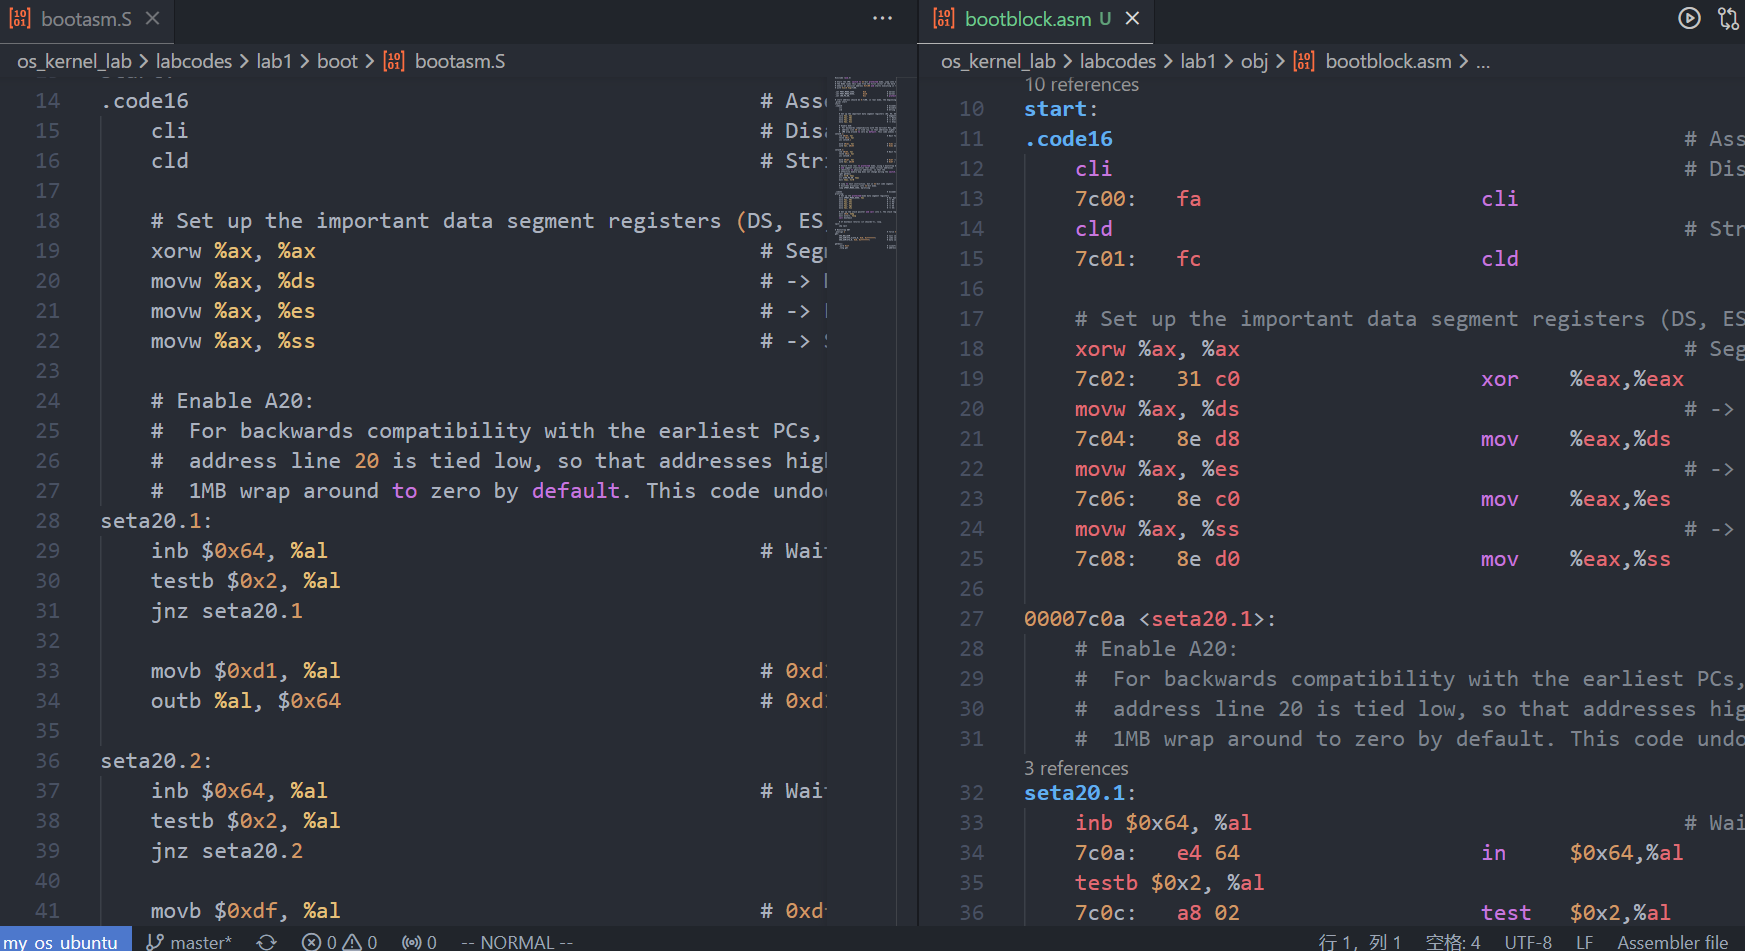 bootasm.S
os_kernel_lab > labcodes > lab1 > boot > bootasm.S
14 .code16 # Ass
15 cli # Dis
16 cld # Str
17
18 # Set up the important data segment registers (DS, ES
19 xorw %ax, %ax # Seg
20 movw %ax, %ds # ->
21 movw %ax, %es # ->
22 movw %ax, %ss # ->
23
24 # Enable A20:
25 # For backwards compatibility with the earliest PCs,
26 # address line 20 is tied low, so that addresses hig
27 # 1MB wrap around to zero by default. This code undo
28 seta20.1:
29 inb $0x64, %al # Wai
30 testb $0x2, %al
31 jnz seta20.1
32
33 movb $0xd1, %al # 0xd
34 outb %al, $0x64 # 0xd
35
36 seta20.2:
37 inb $0x64, %al # Wai
38 testb $0x2, %al
39 jnz seta20.2
40
41 movb $0xdf, %al # 0xd
bootblock.asm U
os_kernel_lab > labcodes > lab1 > obj > bootblock.asm > ...
10 references
10 start:
11 .code16 # Ass
12 cli # Dis
13 7c00: fa cli
14 cld # Str
15 7c01: fc cld
16
17 # Set up the important data segment registers (DS, ES
18 xorw %ax, %ax # Seg
19 7c02: 31 c0 xor %eax,%eax
20 movw %ax, %ds # ->
21 7c04: 8e d8 mov %eax,%ds
22 movw %ax, %es # ->
23 7c06: 8e c0 mov %eax,%es
24 movw %ax, %ss # ->
25 7c08: 8e d0 mov %eax,%ss
26
27 00007c0a <seta20.1>:
28 # Enable A20:
29 # For backwards compatibility with the earliest PCs,
30 # address line 20 is tied low, so that addresses hig
31 # 1MB wrap around to zero by default. This code undo
3 references
32 seta20.1:
33 inb $0x64, %al # Wai
34 7c0a: e4 64 in $0x64,%al
35 testb $0x2, %al
36 7c0c: a8 02 test $0x2,%al
my os ubuntu master* 0 0 0 -- NORMAL -- 行 1，列 1 空格: 4 UTF-8 LF Assembler file